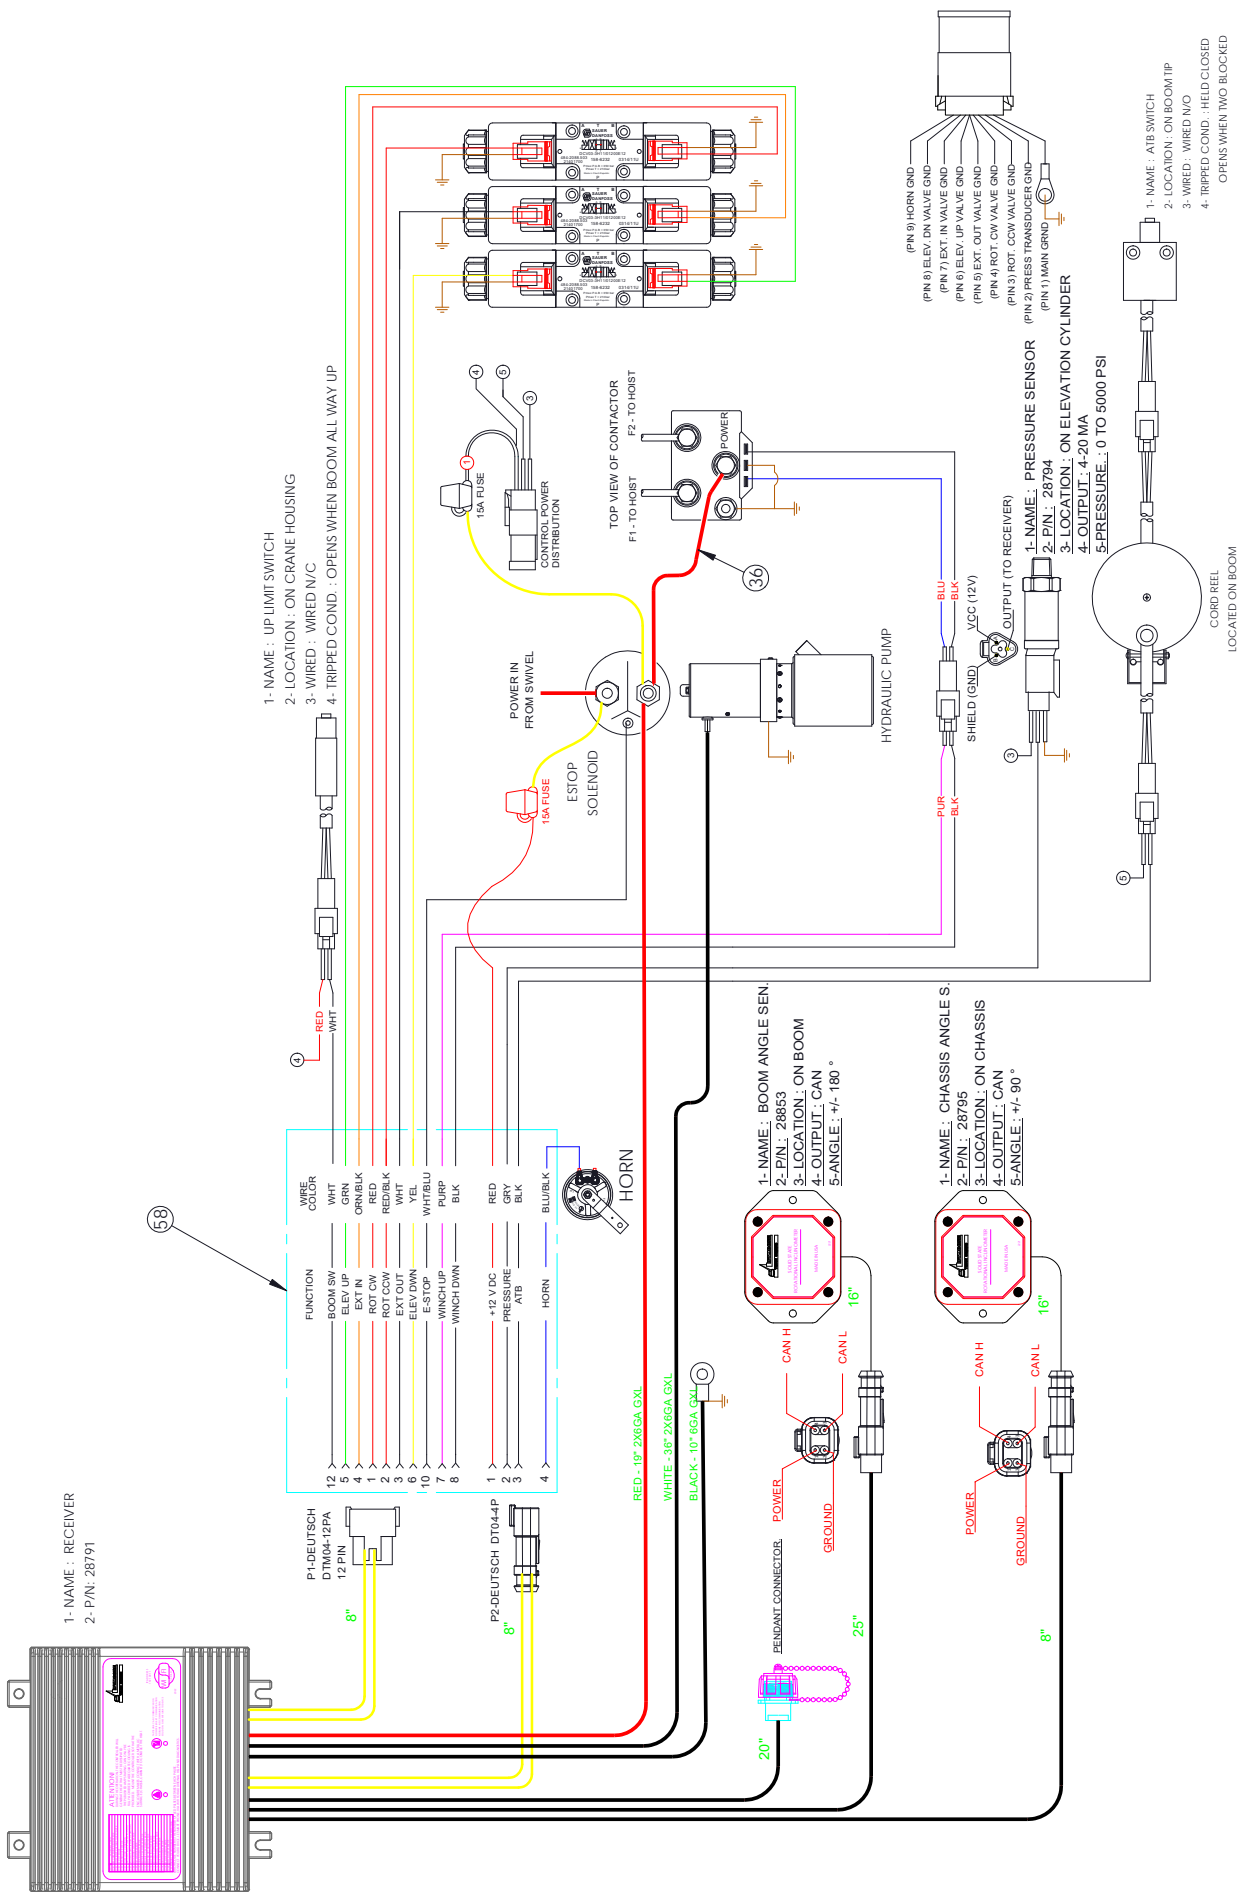 1- NAME : RECEIVER
2- P/N: 28791
ATTENTION!
P1-DEUTSCH
DTM04-12PA
12 PIN
8"
P2-DEUTSCH DT04-4P
8"
58
FUNCTION
WIRE
COLOR
12 BOOM SW WHT
5 ELEV UP GRN
4 EXT IN ORN/BLK
1 ROT CW RED
2 ROT CCW RED/BLK
3 EXT OUT WHT
6 ELEV DWN YEL
10 E-STOP WHT/BLU
7 WINCH UP PURP
8 WINCH DWN BLK
1 +12 V DC RED
2 PRESSURE GRY
3 ATB BLK
4 HORN BLU/BLK
HORN
1- NAME : UP LIMIT SWITCH
2- LOCATION : ON CRANE HOUSING
3- WIRED : WIRED N/C
4- TRIPPED COND. : OPENS WHEN BOOM ALL WAY UP
4
RED
WHT
SAUER
DANFOSS
SAUER
DANFOSS
SAUER
DANFOSS
4
5
3
1
15A FUSE
CONTROL POWER
DISTRIBUTION
15A FUSE
POWER IN
FROM SWIVEL
ESTOP
SOLENOID
TOP VIEW OF CONTACTOR
F1 - TO HOIST
F2 - TO HOIST
POWER
36
HYDRAULIC PUMP
BLU
BLK
PUR
BLK
SHIELD (GND)
VCC (12V)
OUTPUT (TO RECEIVER)
3
1- NAME : PRESSURE SENSOR
2- P/N : 28794
3- LOCATION : ON ELEVATION CYLINDER
4- OUTPUT : 4-20 MA
5-PRESSURE. : 0 TO 5000 PSI
(PIN 9) HORN GND
(PIN 8) ELEV. DN VALVE GND
(PIN 7) EXT. IN VALVE GND
(PIN 6) ELEV. UP VALVE GND
(PIN 5) EXT. OUT VALVE GND
(PIN 4) ROT. CW VALVE GND
(PIN 3) ROT. CCW VALVE GND
(PIN 2) PRESS TRANSDUCER GND
(PIN 1) MAIN GRND
1- NAME : ATB SWITCH
2- LOCATION : ON BOOM TIP
3- WIRED : WIRED N/O
4- TRIPPED COND. : HELD CLOSED
OPENS WHEN TWO BLOCKED
CORD REEL
LOCATED ON BOOM
5
RED - 19" 2X6GA GXL
WHITE - 36" 2X6GA GXL
BLACK - 10" 6GA GXL
1- NAME : BOOM ANGLE SEN.
2- P/N : 28853
3- LOCATION : ON BOOM
4- OUTPUT : CAN
5-ANGLE : +/- 180 °
16"
CAN H
CAN L
POWER
GROUND
PENDANT CONNECTOR
20"
25"
1- NAME : CHASSIS ANGLE S.
2- P/N : 28795
3- LOCATION : ON CHASSIS
4- OUTPUT : CAN
5-ANGLE : +/- 90 °
16"
CAN H
CAN L
POWER
GROUND
8"